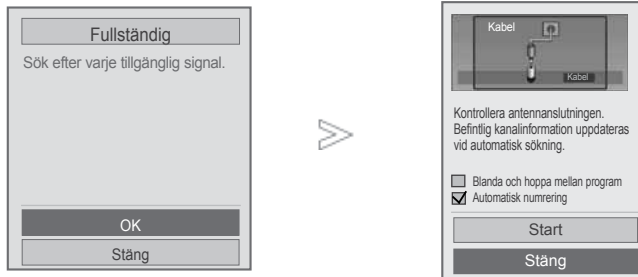 Fullständig
Sök efter varje tillgänglig signal.
OK
Stäng
Kabel
Kabel
Kontrollera antennanslutningen.
Befintlig kanalinformation uppdateras
vid automatisk sökning.
Blanda och hoppa mellan program
Automatisk numrering
Start
Stäng